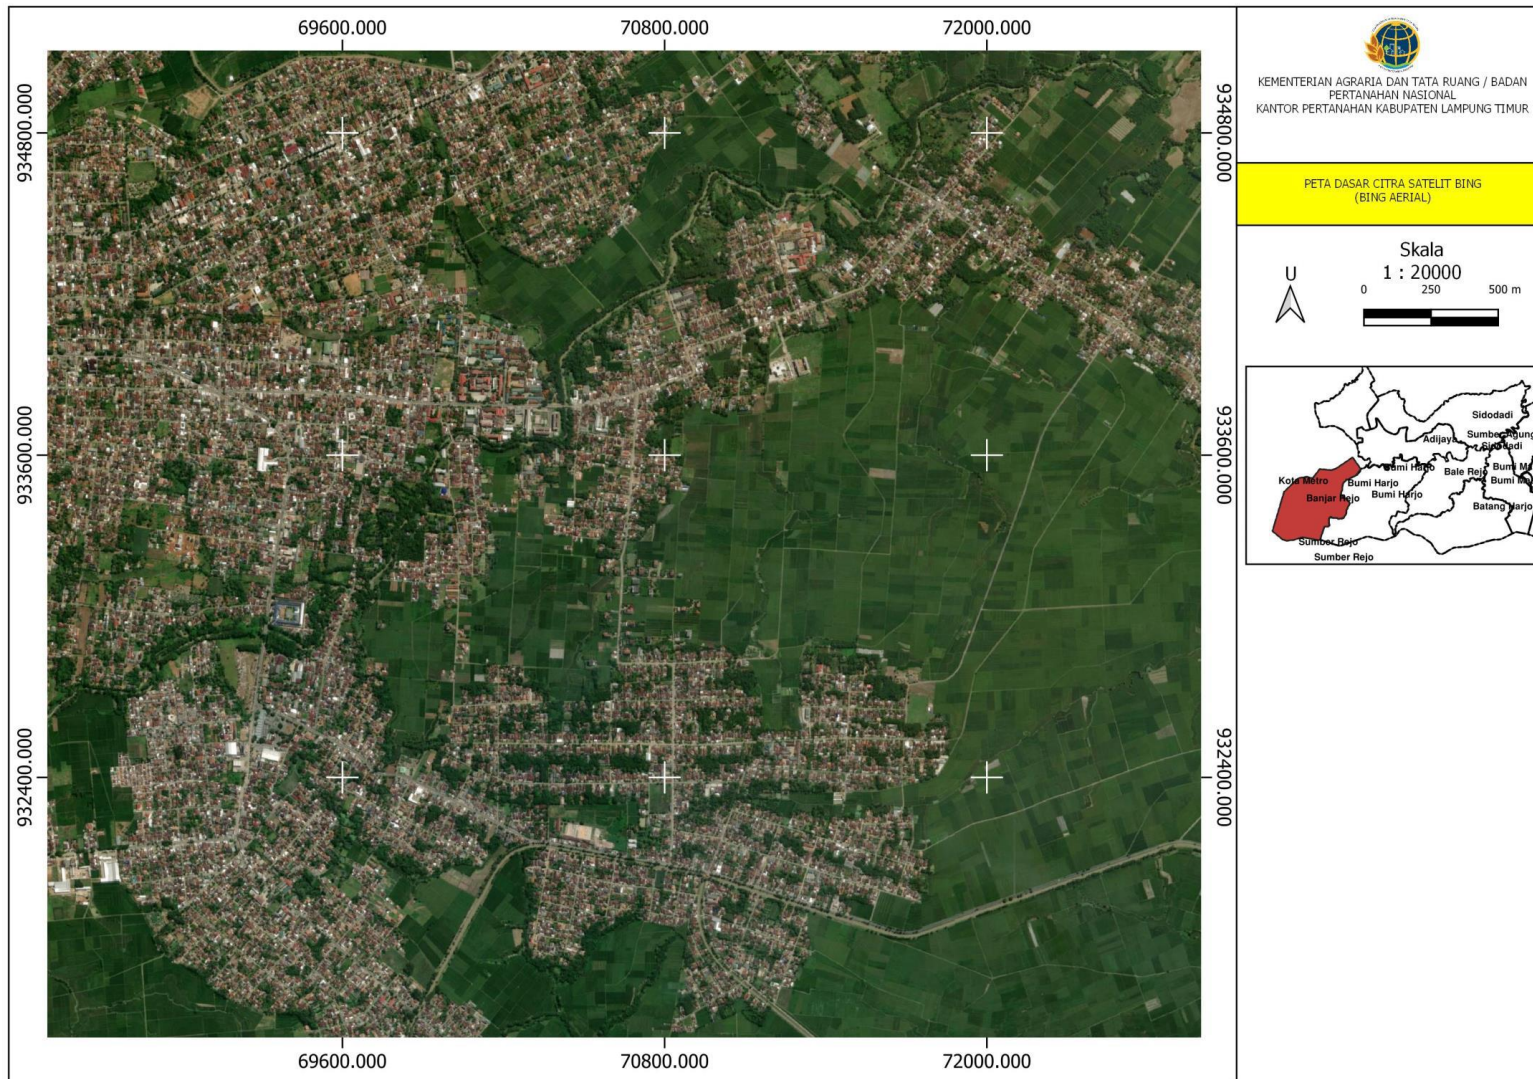 69600.000
70800.000
72000.000
934800.000
933600.000
932400.000
934800.000
933600.000
932400.000
69600.000
70800.000
72000.000
KEMENTERIAN AGRARIA DAN TATA RUANG / BADAN
PERTANAHAN NASIONAL
KANTOR PERTANAHAN KABUPATEN LAMPUNG TIMUR
PETA DASAR CITRA SATELIT BING
(BING AERIAL)
Skala
1 : 20000
U
0 250 500 m
Sidodadi
Adijaya
Sumber Agung
Sidodadi
Kota Metro
Bumi Harjo
Bale Rejo
Banjar Rejo
Bumi Harjo
Bumi Harjo
Batang Harjo
Sumber Rejo
Sumber Rejo